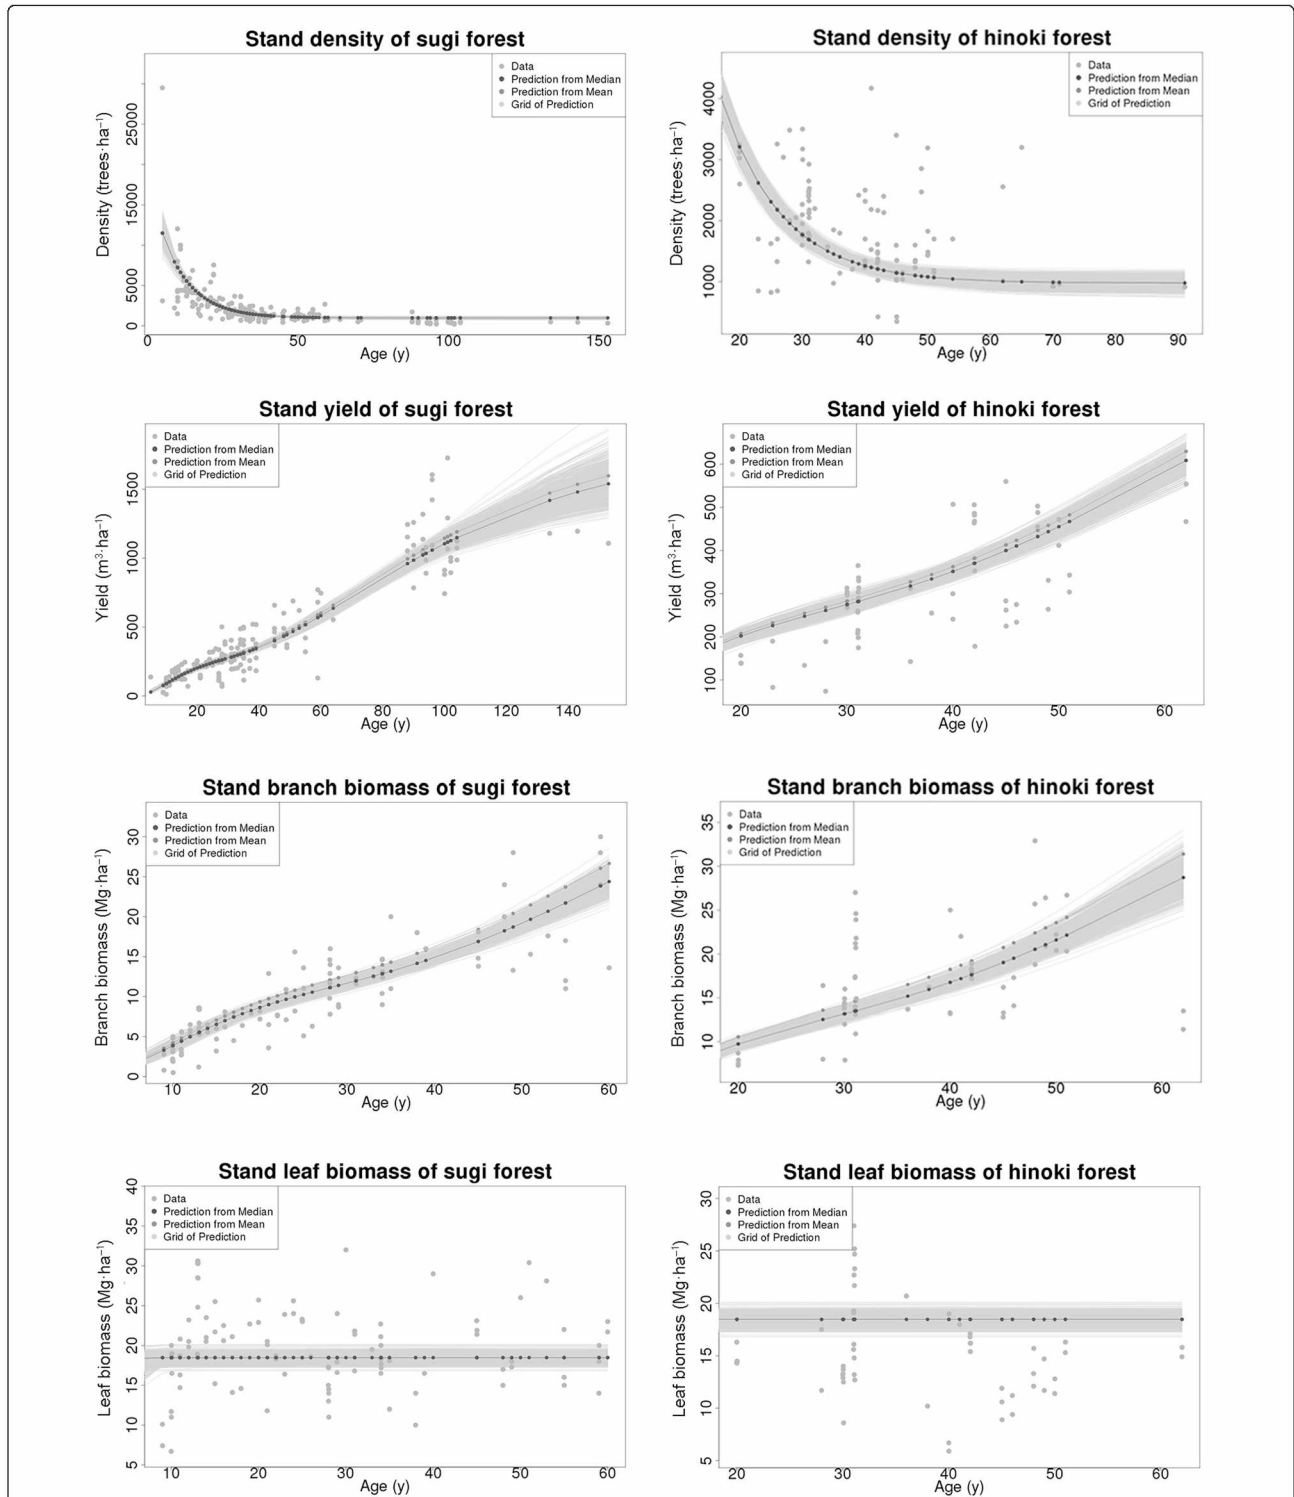 Stand density of sugi forest
Data
Prediction from Median
Prediction from Mean
Grid of Prediction
Density (trees·ha⁻¹)
0 5000 15000 25000
0 50 100 150
Age (y)
Stand density of hinoki forest
Data
Prediction from Median
Prediction from Mean
Grid of Prediction
Density (trees·ha⁻¹)
1000 2000 3000 4000
20 30 40 50 60 70 80 90
Age (y)
Stand yield of sugi forest
Data
Prediction from Median
Prediction from Mean
Grid of Prediction
Yield (m³·ha⁻¹)
0 500 1000 1500
20 40 60 80 100 120 140
Age (y)
Stand yield of hinoki forest
Data
Prediction from Median
Prediction from Mean
Grid of Prediction
Yield (m³·ha⁻¹)
100 200 300 400 500 600
20 30 40 50 60
Age (y)
Stand branch biomass of sugi forest
Data
Prediction from Median
Prediction from Mean
Grid of Prediction
Branch biomass (Mg·ha⁻¹)
0 5 10 15 20 25 30
10 20 30 40 50 60
Age (y)
Stand branch biomass of hinoki forest
Data
Prediction from Median
Prediction from Mean
Grid of Prediction
Branch biomass (Mg·ha⁻¹)
10 15 20 25 30 35
20 30 40 50 60
Age (y)
Stand leaf biomass of sugi forest
Data
Prediction from Median
Prediction from Mean
Grid of Prediction
Leaf biomass (Mg·ha⁻¹)
5 10 15 20 25 30 35 40
10 20 30 40 50 60
Age (y)
Stand leaf biomass of hinoki forest
Data
Prediction from Median
Prediction from Mean
Grid of Prediction
Leaf biomass (Mg·ha⁻¹)
5 10 15 20 25 30
20 30 40 50 60
Age (y)